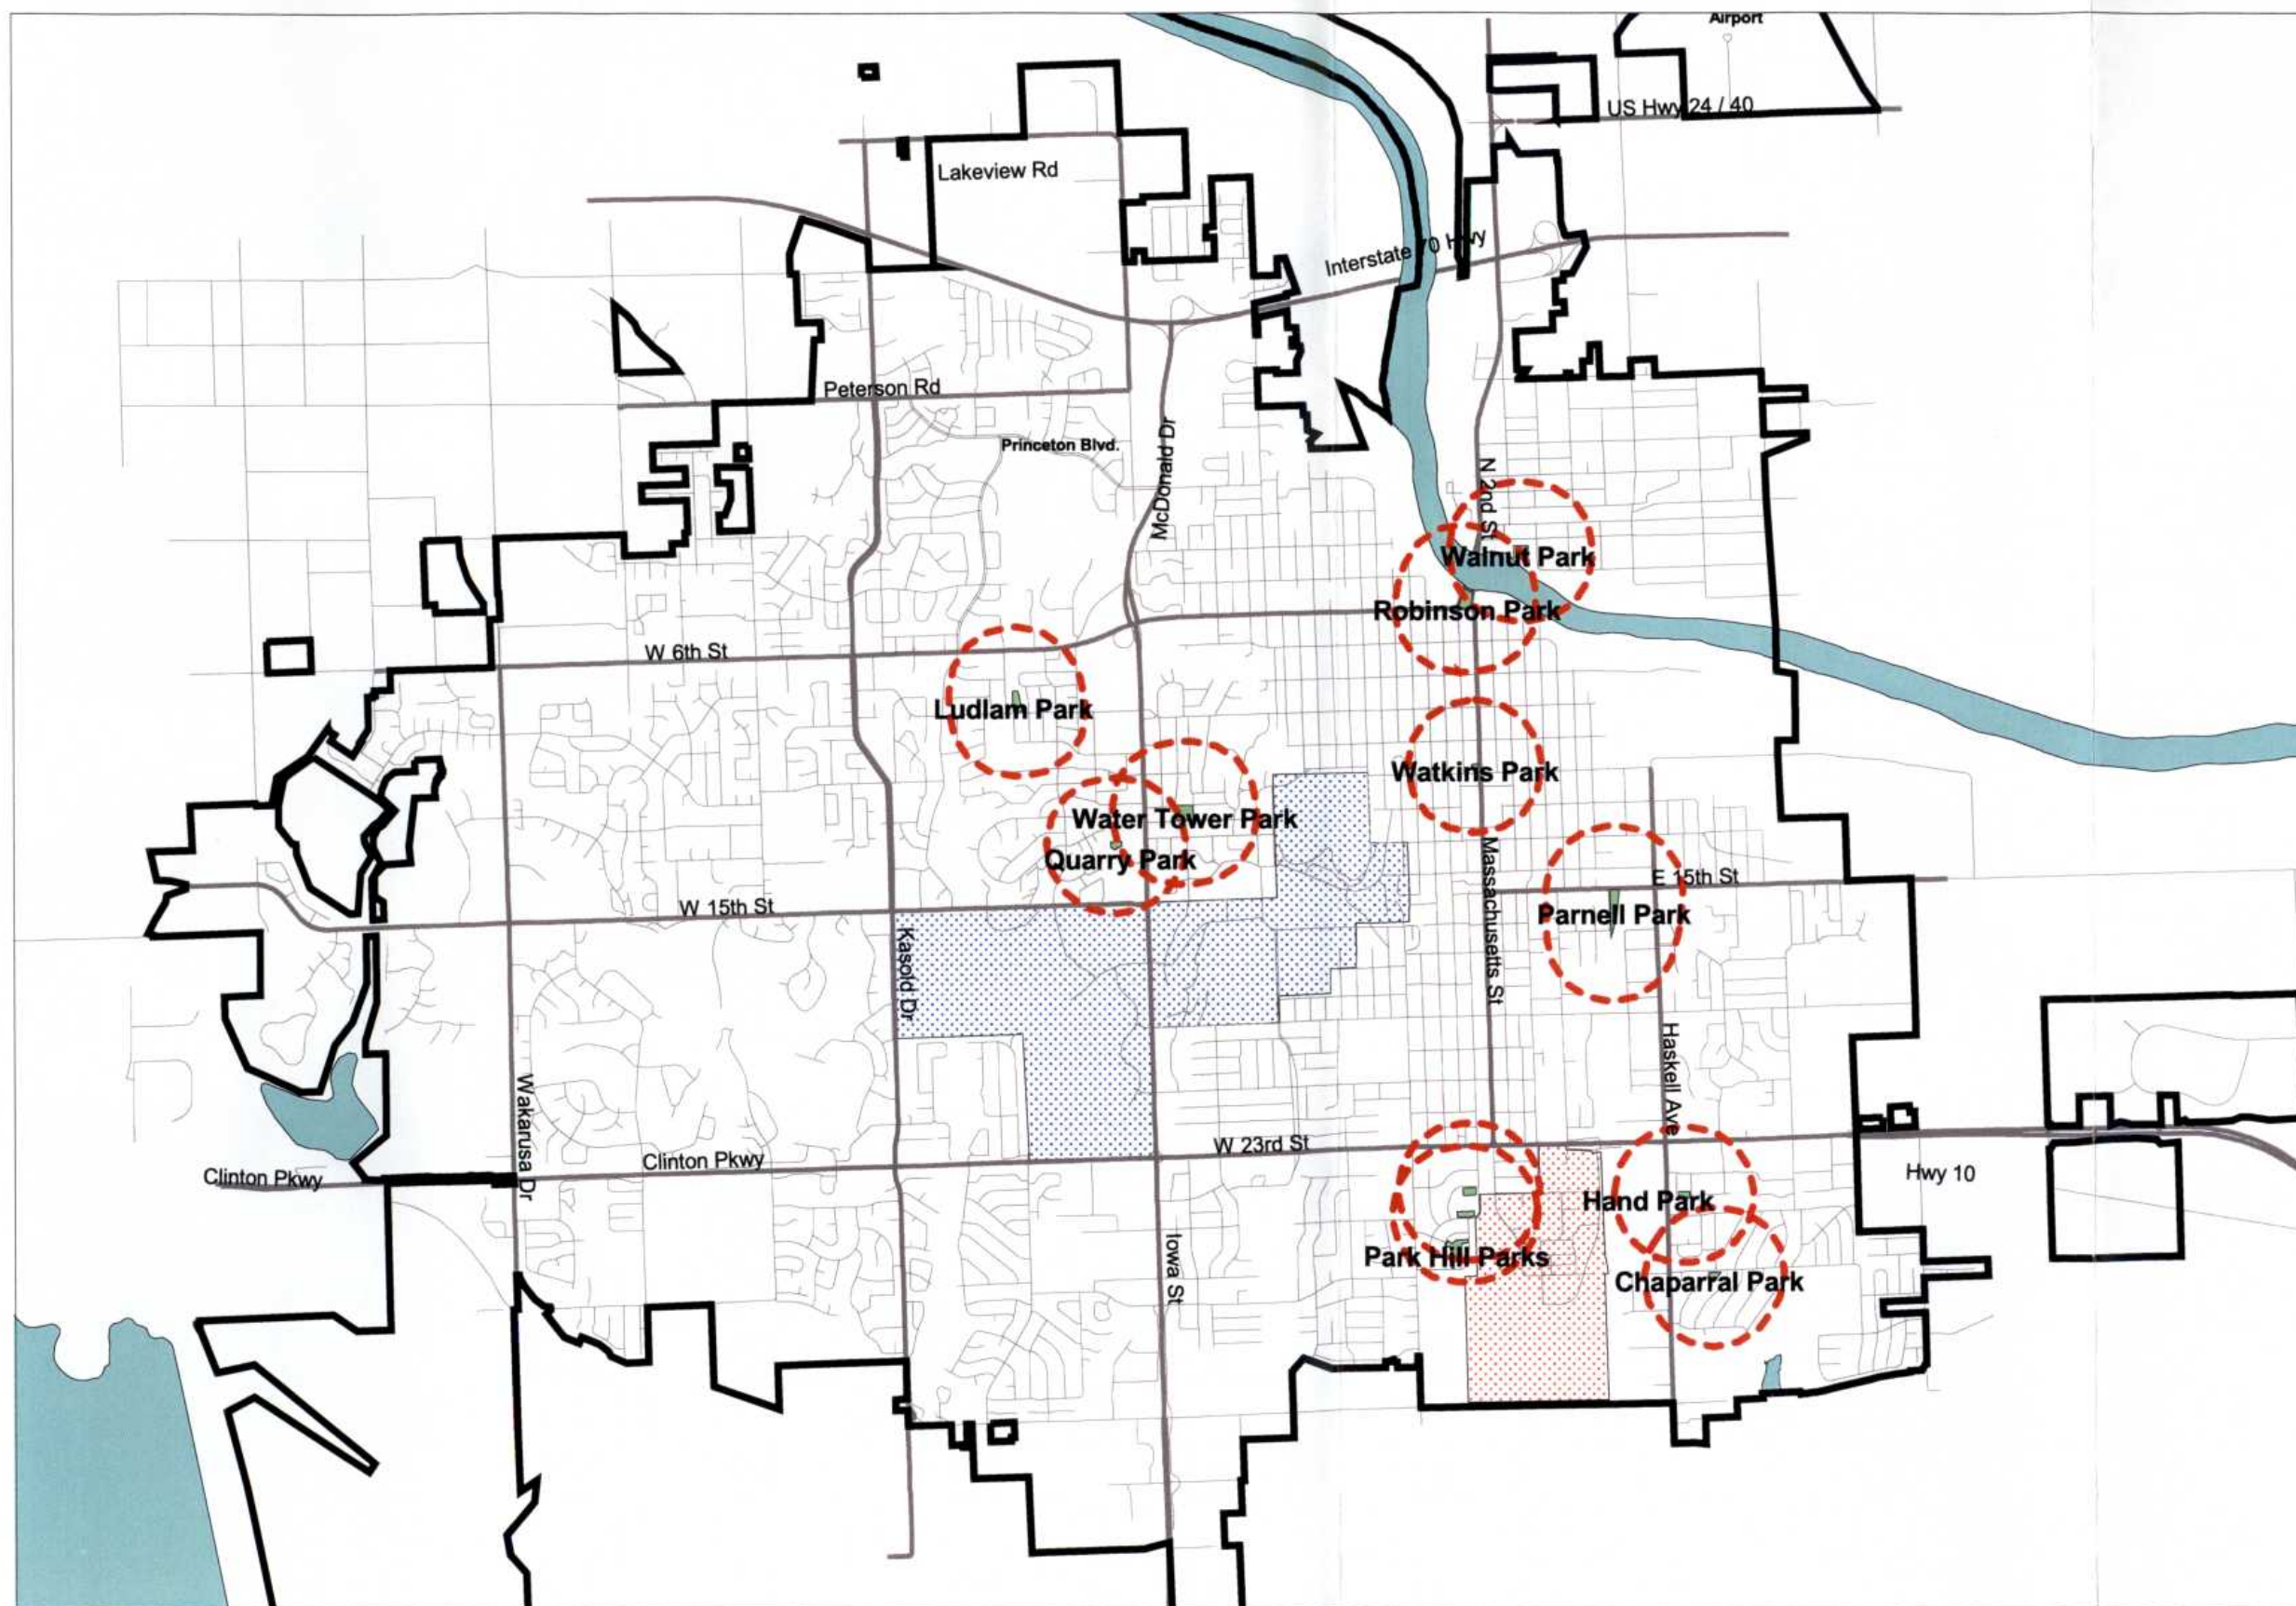 Airport
US Hwy 24 / 40
Lakeview Rd
Interstate 70 Hwy
Peterson Rd
Princeton Blvd.
McDonald Dr
N 2nd St
Walnut Park
Robinson Park
W 6th St
Ludlam Park
Watkins Park
Water Tower Park
Quarry Park
Massachusetts St
E 15th St
W 15th St
Parnell Park
Kasold Dr
Haskell Ave
Wakarusa Dr
W 23rd St
Clinton Pkwy
Clinton Pkwy
Hwy 10
Hand Park
Iowa St
Park Hill Parks
Chaparral Park